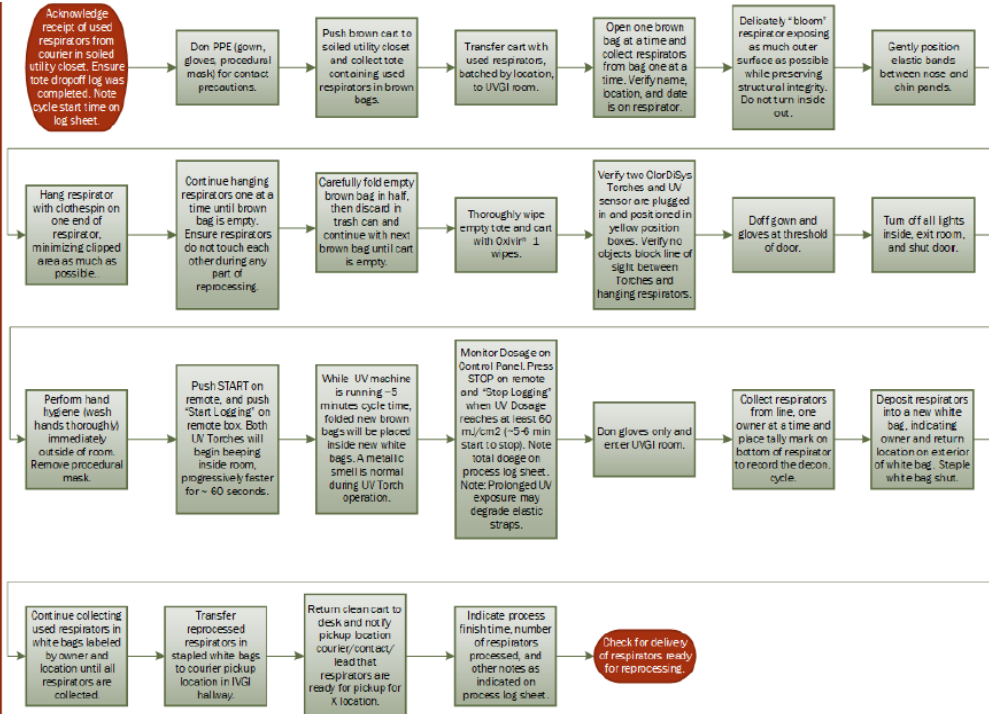 Acknowledge
receipt of used
respirators from
courier in soiled
utility closet. Ensure
tote dropoff log was
completed. Note
cycle start time on
log sheet.
Don PPE (gown,
gloves, procedural
mask) for contact
precautions.
Push brown cart to
soiled utility closet
and collect tote
containing used
respirators in brown
bags.
Transfer cart with
used respirators,
batched by location,
to UVGI room.
Open one brown
bag at a time and
collect respirators
from bag one at a
time. Verify name,
location, and date
is on respirator.
Delicately "bloom"
respirator exposing
as much outer
surface as possible
while preserving
structural integrity.
Do not turn inside
out.
Gently position
elastic bands
between nose and
chin panels.
Hang respirator
with clothespin on
one end of
respirator,
minimizing clipped
area as much as
possible.
Continue hanging
respirators one at a
time until brown
bag is empty.
Ensure respirators
do not touch each
other during any
part of
reprocessing.
Carefully fold empty
brown bag in half,
then discard in
trash can and
continue with next
brown bag until cart
is empty.
Thoroughly wipe
empty tote and cart
with Oxivir® 1
wipes.
Verify two ClorDiSys
Torches and UV
sensor are plugged
in and positioned in
yellow position
boxes. Verify no
objects block line of
sight between
Torches and
hanging respirators.
Doff gown and
gloves at threshold
of door.
Turn off all lights
inside, exit room,
and shut door.
Perform hand
hygiene (wash
hands thoroughly)
immediately
outside of room.
Remove procedural
mask.
Push START on
remote, and push
"Start Logging" on
remote box. Both
UV Torches will
begin beeping
inside room,
progressively faster
for ~ 60 seconds.
While UV machine
is running ~5
minutes cycle time,
folded new brown
bags will be placed
inside new white
bags. A metallic
smell is normal
during UV Torch
operation.
Monitor Dosage on
Control Panel. Press
STOP on remote
and "Stop Logging"
when UV Dosage
reaches at least 60
mJ/cm2 (~5-6 min
start to stop). Note
total dosage on
process log sheet.
Note: Prolonged UV
exposure may
degrade elastic
straps.
Don gloves only and
enter UVGI room.
Collect respirators
from line, one
owner at a time and
place tally mark on
bottom of respirator
to record the decon.
cycle.
Deposit respirators
into a new white
bag, indicating
owner and return
location on exterior
of white bag. Staple
white bag shut.
Continue collecting
used respirators in
white bags labeled
by owner and
location until all
respirators are
collected.
Transfer
reprocessed
respirators in
stapled white bags
to courier pickup
location in IVGI
hallway.
Return clean cart to
desk and notify
pickup location
courier/contact/
lead that
respirators are
ready for pickup for
X location.
Indicate process
finish time, number
of respirators
processed, and
other notes as
indicated on
process log sheet.
Check for delivery
of respirators ready
for reprocessing.